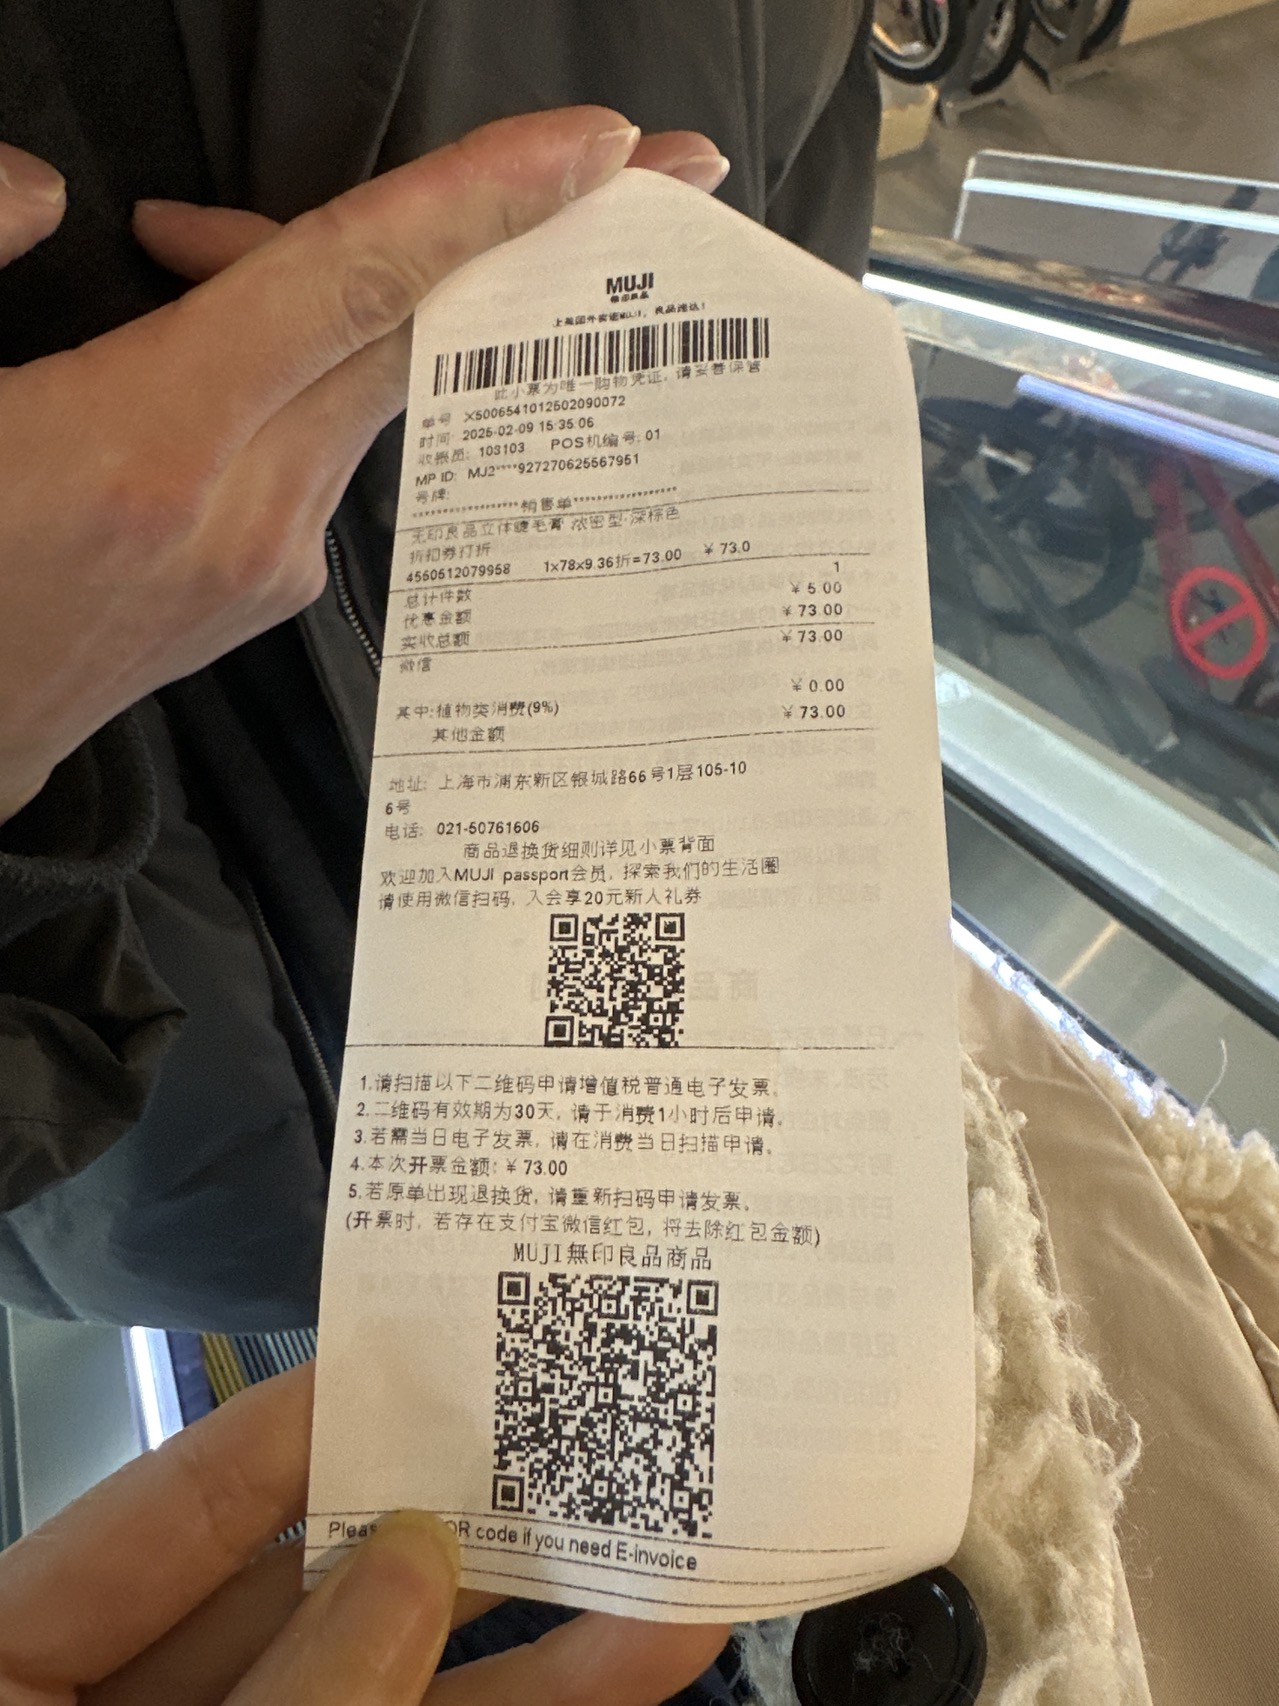 MUJI
無印良品
上美团外卖逛MUJI，良品速达！
此小票为唯一购物凭证，请妥善保管
单号 X5006541012502090072
时间: 2025-02-09 15:35:06
收银员: 103103 POS机编号: 01
MP ID: MJ2****927270625567951
号牌:
销售单
无印良品立体睫毛膏 浓密型·深棕色
折扣券打折
4550512079958 1x78x9.36折=73.00 ￥73.0
总计件数 1
优惠金额 ￥5.00
实收总额 ￥73.00
微信 ￥73.00
其中:植物类消费(9%) ￥0.00
其他金额 ￥73.00
地址: 上海市浦东新区银城路66号1层105-10
6号
电话: 021-50761606
商品退换货细则详见小票背面
欢迎加入MUJI passport会员，探索我们的生活圈
请使用微信扫码，入会享20元新人礼券
1.请扫描以下二维码申请增值税普通电子发票。
2.二维码有效期为30天，请于消费1小时后申请。
3.若需当日电子发票，请在消费当日扫描申请。
4.本次开票金额:￥73.00
5.若原单出现退换货，请重新扫码申请发票。
(开票时，若存在支付宝微信红包，将去除红包金额)
MUJI無印良品商品
QR code if you need E-invoice